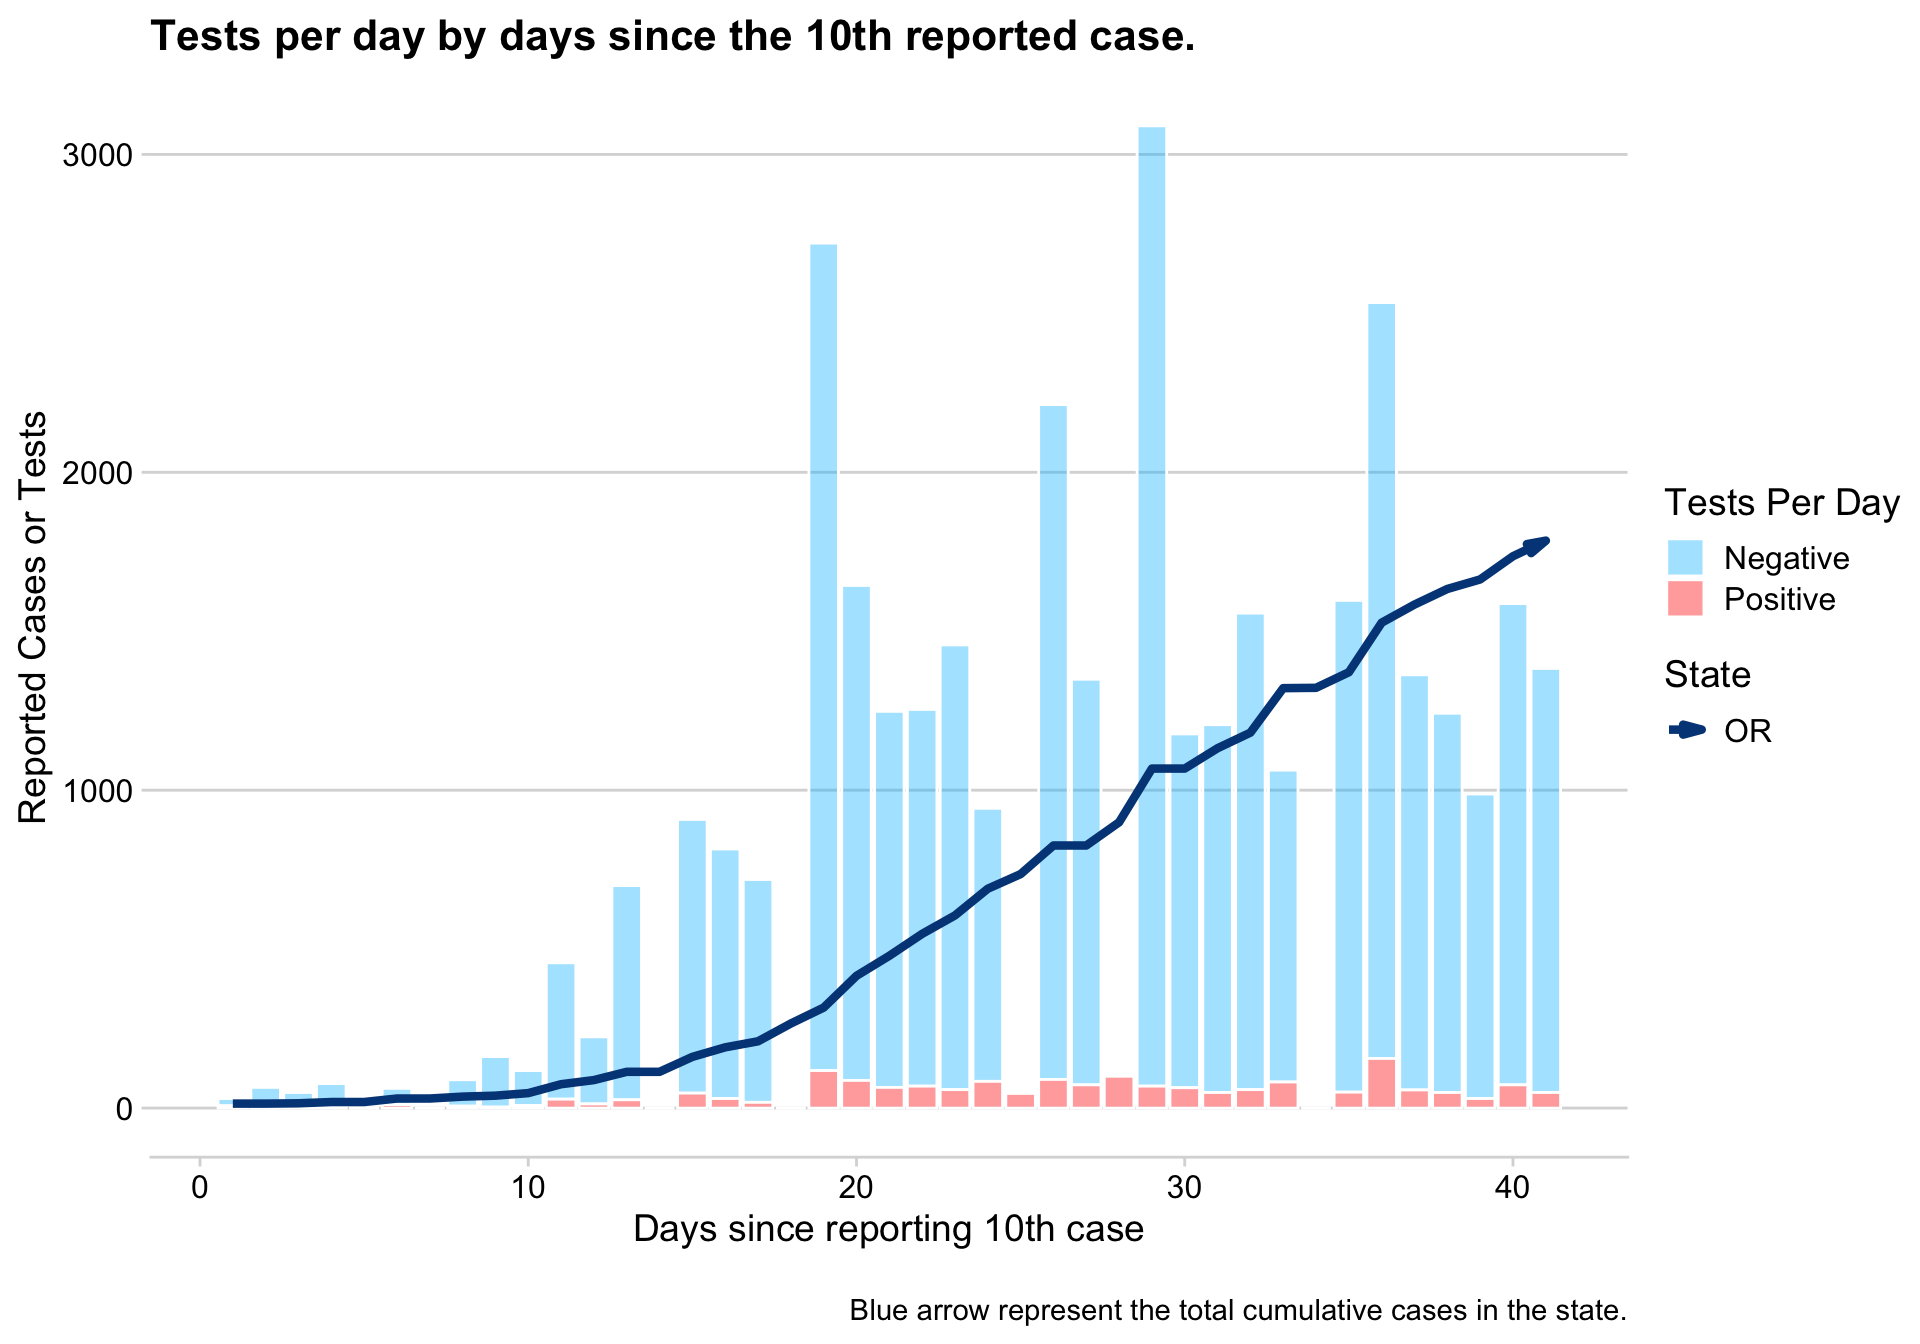 Tests per day by days since the 10th reported case.
3000
2000
1000
0
Reported Cases or Tests
0 10 20 30 40
Days since reporting 10th case
Tests Per Day
Negative
Positive
State
OR
Blue arrow represent the total cumulative cases in the state.